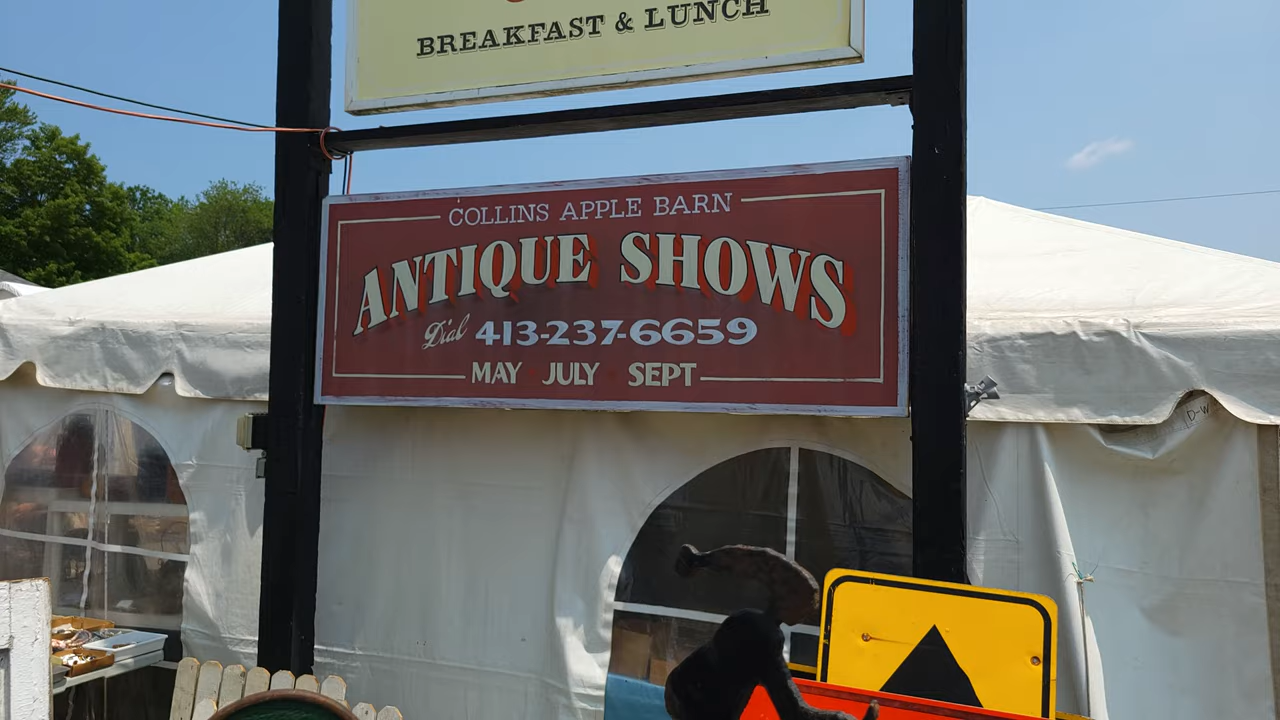 BREAKFAST & LUNCH
COLLINS APPLE BARN
ANTIQUE SHOWS
Dial 413-237-6659
MAY JULY SEPT
D-W